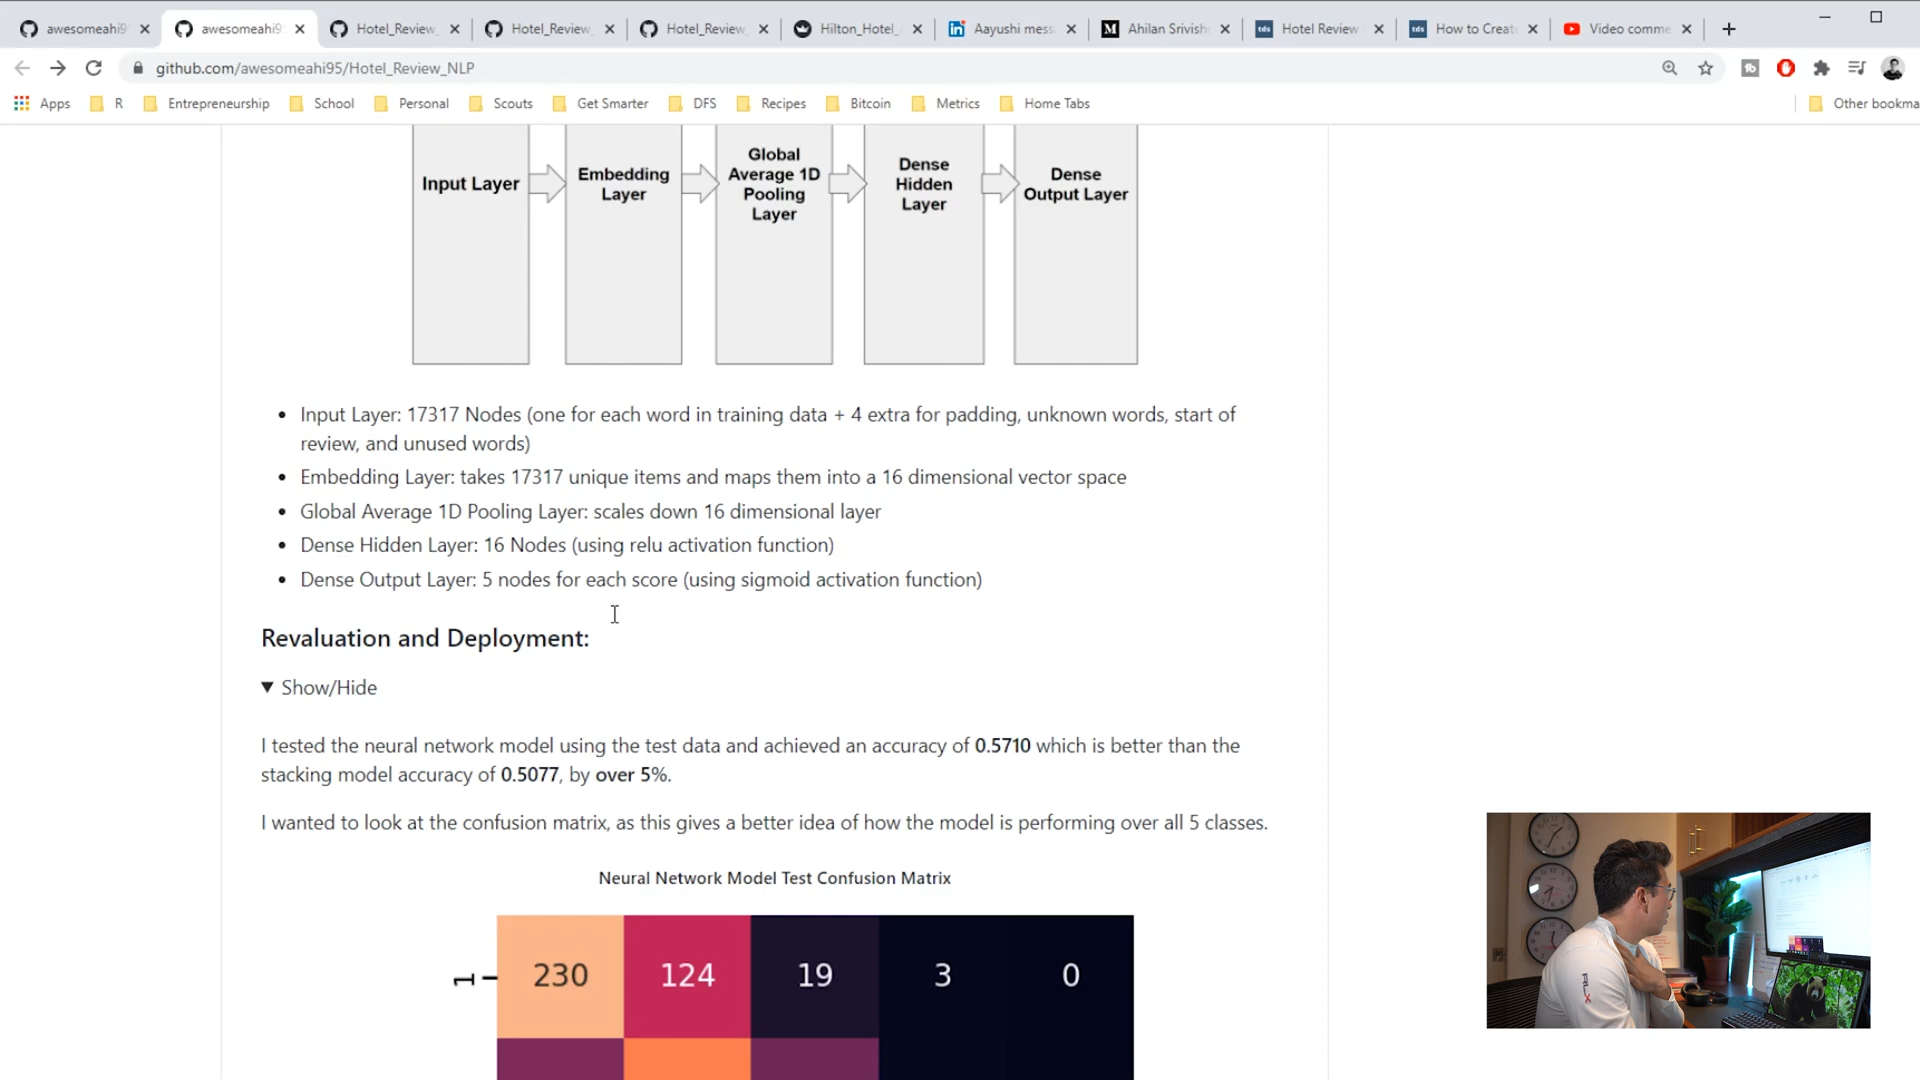 awesomeahi9
awesomeahi9
Hotel_Review_
Hotel_Review_
Hotel_Review_
Hilton_Hotel_
Aayushi mess
Ahilan Srivish
Hotel Review
How to Creat
Video comme
github.com/awesomeahi95/Hotel_Review_NLP
Apps
R
Entrepreneurship
School
Personal
Scouts
Get Smarter
DFS
Recipes
Bitcoin
Metrics
Home Tabs
Other bookma
Input Layer
Embedding
Layer
Global
Average 1D
Pooling
Layer
Dense
Hidden
Layer
Dense
Output Layer
• Input Layer: 17317 Nodes (one for each word in training data + 4 extra for padding, unknown words, start of
review, and unused words)
• Embedding Layer: takes 17317 unique items and maps them into a 16 dimensional vector space
• Global Average 1D Pooling Layer: scales down 16 dimensional layer
• Dense Hidden Layer: 16 Nodes (using relu activation function)
• Dense Output Layer: 5 nodes for each score (using sigmoid activation function)
Revaluation and Deployment:
▼ Show/Hide
I tested the neural network model using the test data and achieved an accuracy of 0.5710 which is better than the
stacking model accuracy of 0.5077, by over 5%.
I wanted to look at the confusion matrix, as this gives a better idea of how the model is performing over all 5 classes.
Neural Network Model Test Confusion Matrix
1
230
124
19
3
0
RLX